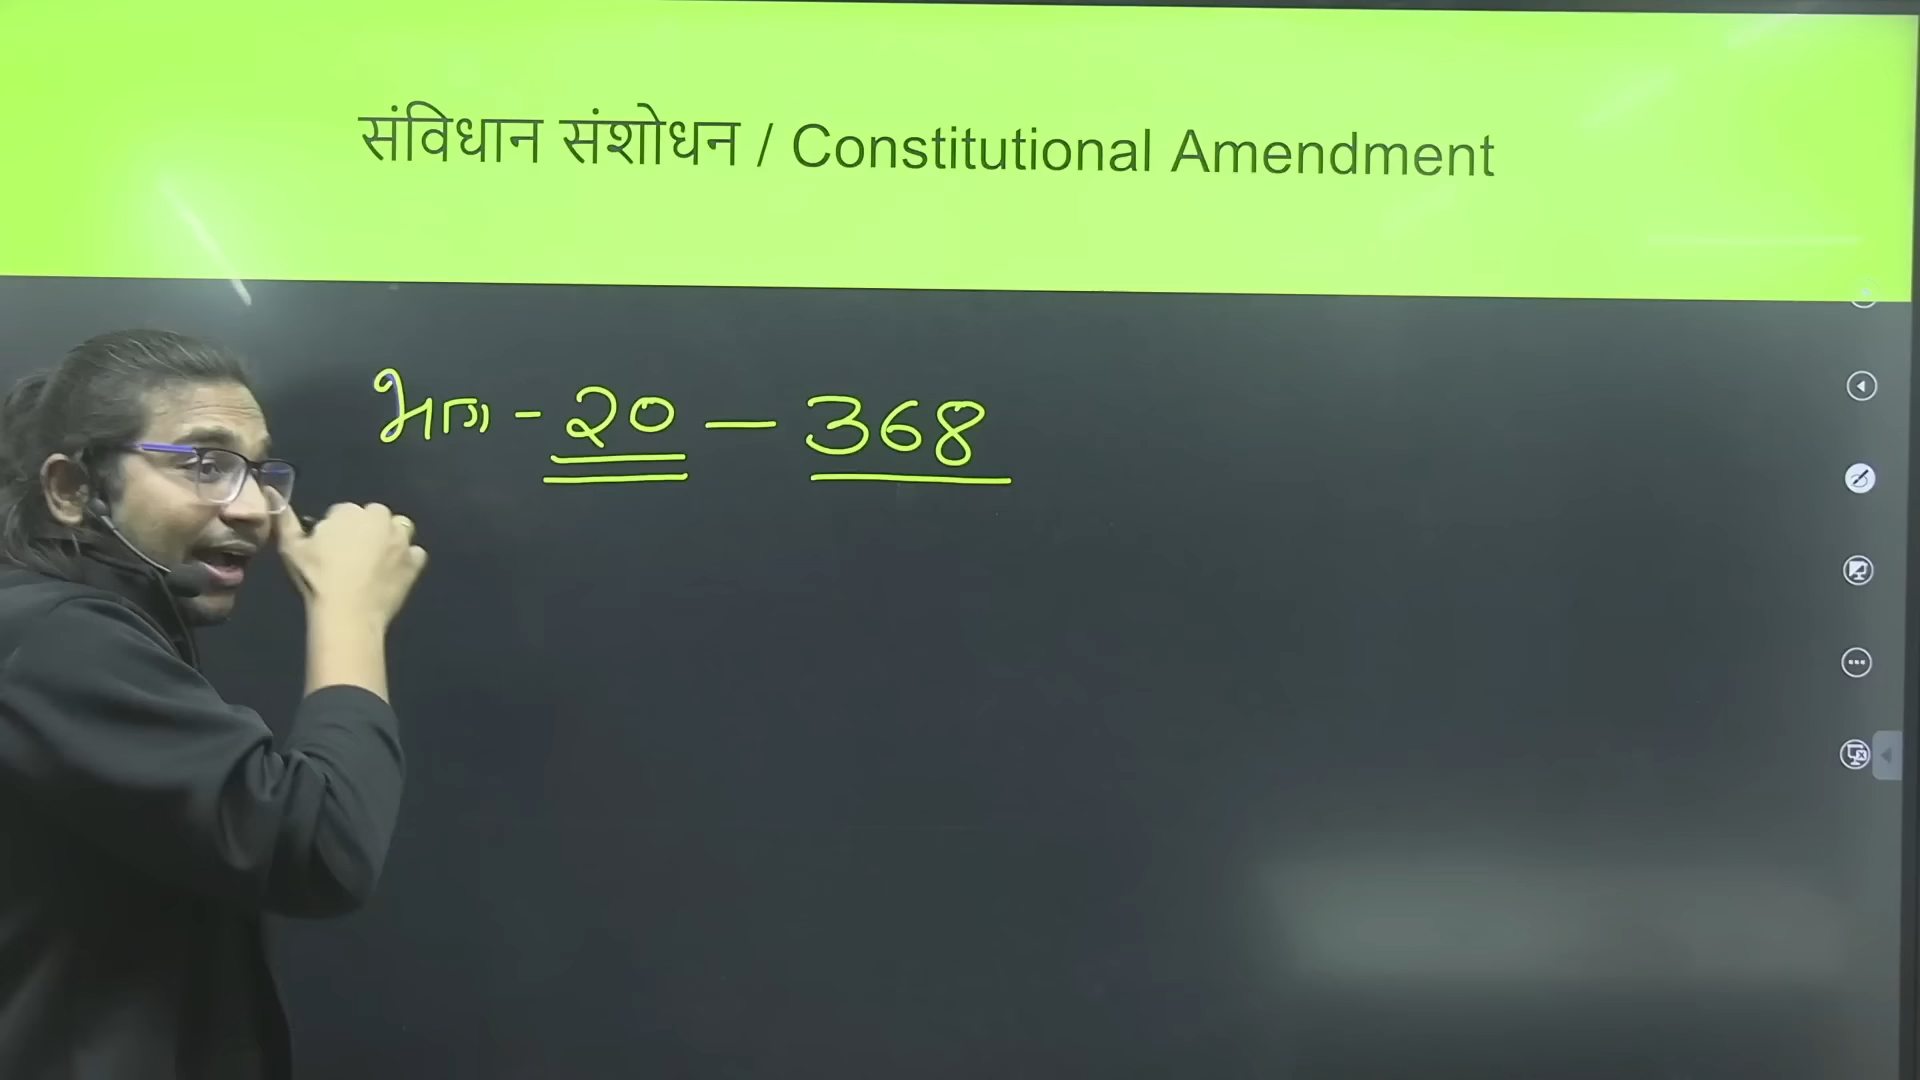 संविधान संशोधन / Constitutional Amendment
भाग - 20 — 368